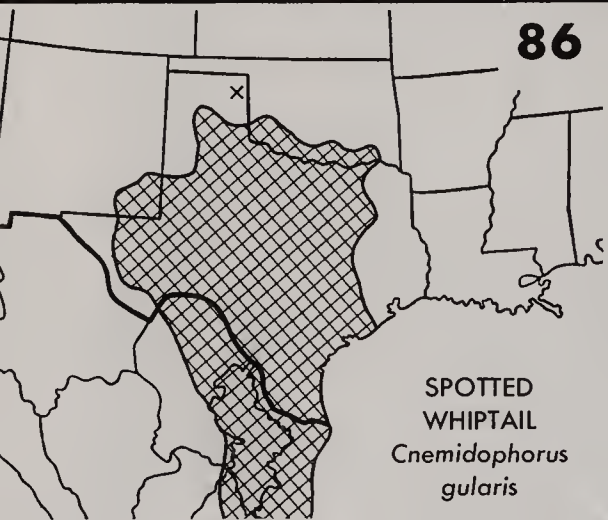 86
×
SPOTTED
WHIPTAIL
Cnemidophorus
gularis